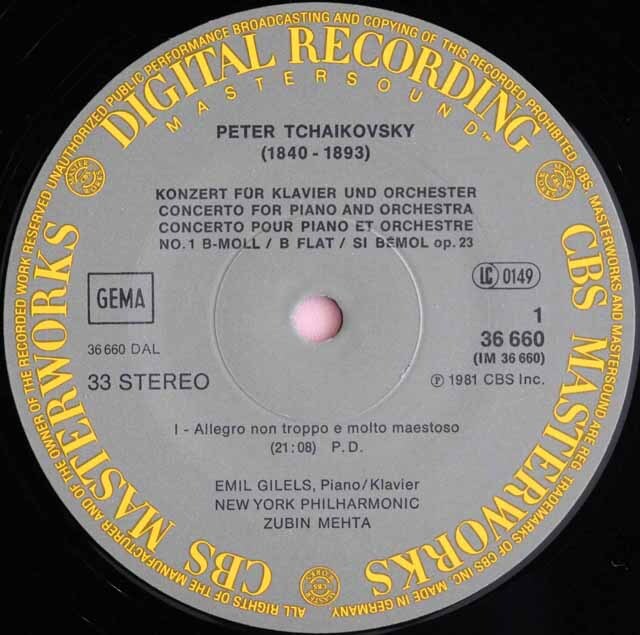 UNAUTHORIZED PUBLIC PERFORMANCE BROADCASTING AND COPYING OF THIS RECORDING PROHIBITED CBS, MASTERWORKS AND MASTERSOUND ARE REG. TRADEMARKS OF CBS INC. MADE IN GERMANY.
ALL RIGHTS OF THE MANUFACTURER AND OF THE OWNER OF THE RECORDED WORK RESERVED
DIGITAL RECORDING
MASTERSOUND™
CBS MASTERWORKS
CBS MASTERWORKS
PETER TCHAIKOVSKY
(1840 - 1893)
KONZERT FÜR KLAVIER UND ORCHESTER
CONCERTO FOR PIANO AND ORCHESTRA
CONCERTO POUR PIANO ET ORCHESTRE
NO. 1 B-MOLL / B FLAT / SI BEMOL op. 23
GEMA
LC 0149
1
36 660
(IM 36 660)
36 660 DAL
33 STEREO
℗ 1981 CBS Inc.
I - Allegro non troppo e molto maestoso
(21:08) P. D.
EMIL GILELS, Piano/Klavier
NEW YORK PHILHARMONIC
ZUBIN MEHTA